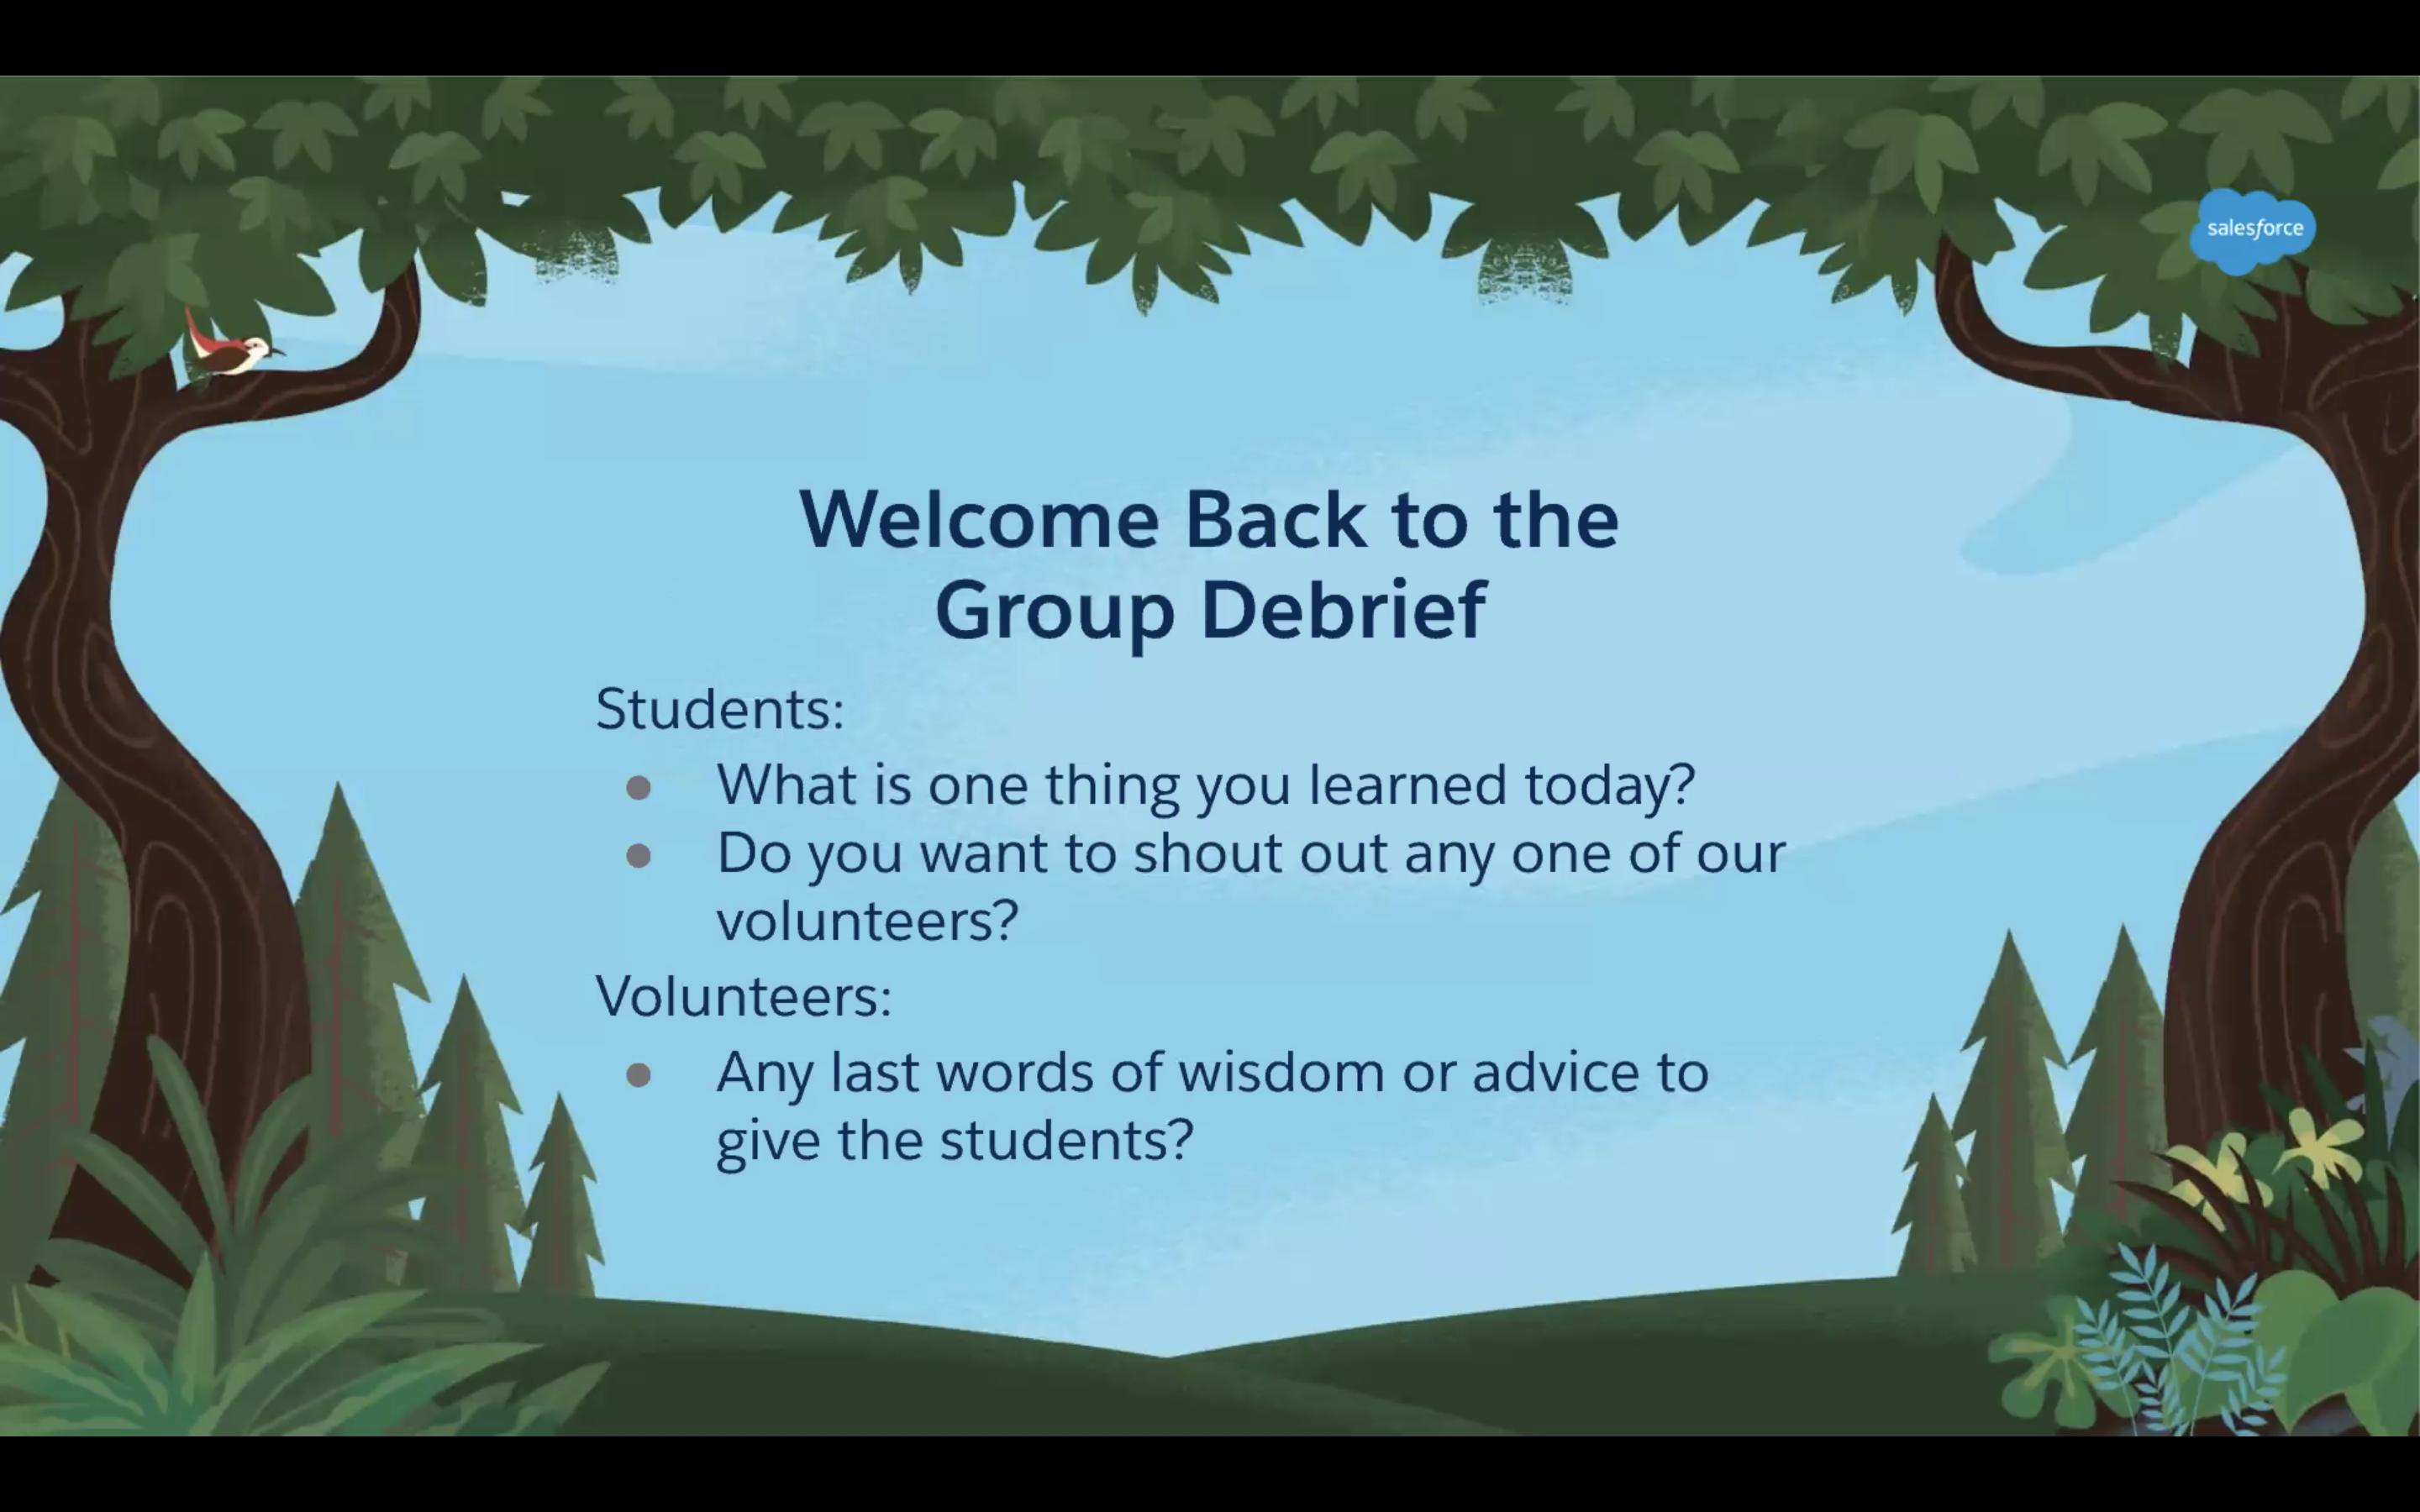 salesforce
Welcome Back to the
Group Debrief
Students:
● What is one thing you learned today?
● Do you want to shout out any one of our
volunteers?
Volunteers:
● Any last words of wisdom or advice to
give the students?